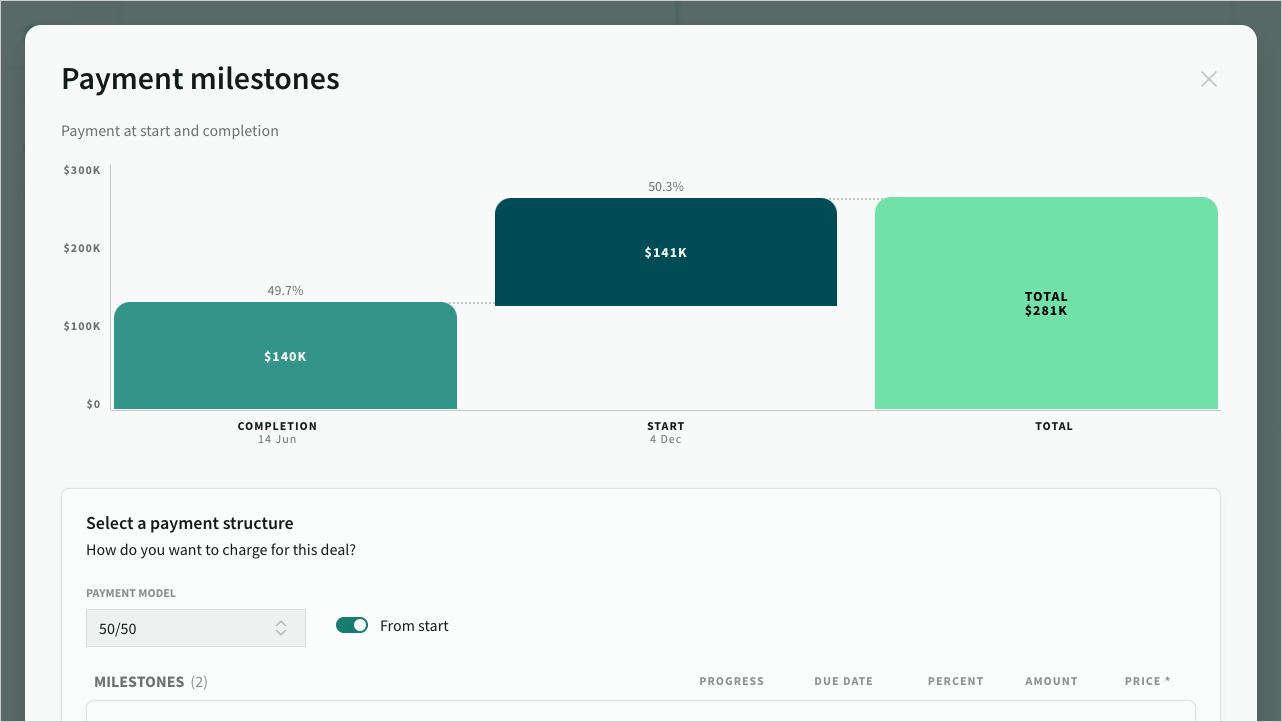 Payment milestones
Payment at start and completion
$300K
$200K
$100K
$0
49.7%
$140K
50.3%
$141K
TOTAL
$281K
COMPLETION
14 Jun
START
4 Dec
TOTAL
Select a payment structure
How do you want to charge for this deal?
PAYMENT MODEL
50/50
From start
MILESTONES (2)
PROGRESS
DUE DATE
PERCENT
AMOUNT
PRICE *